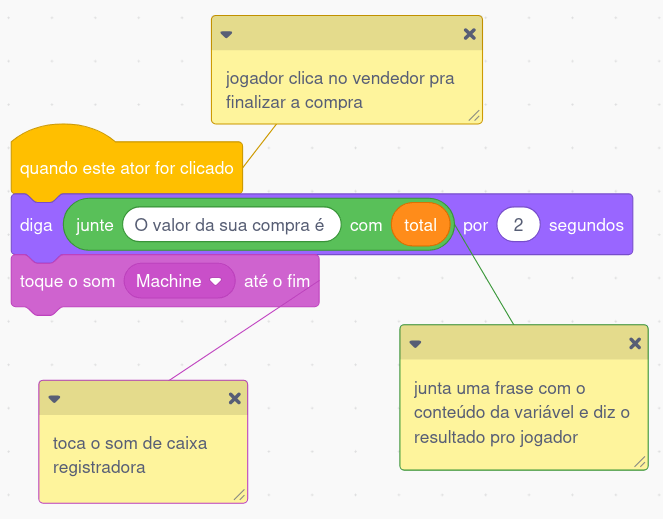 jogador clica no vendedor pra
finalizar a compra
quando este ator for clicado
diga junte O valor da sua compra é com total por 2 segundos
toque o som Machine até o fim
junta uma frase com o
conteúdo da variável e diz o
resultado pro jogador
toca o som de caixa
registradora